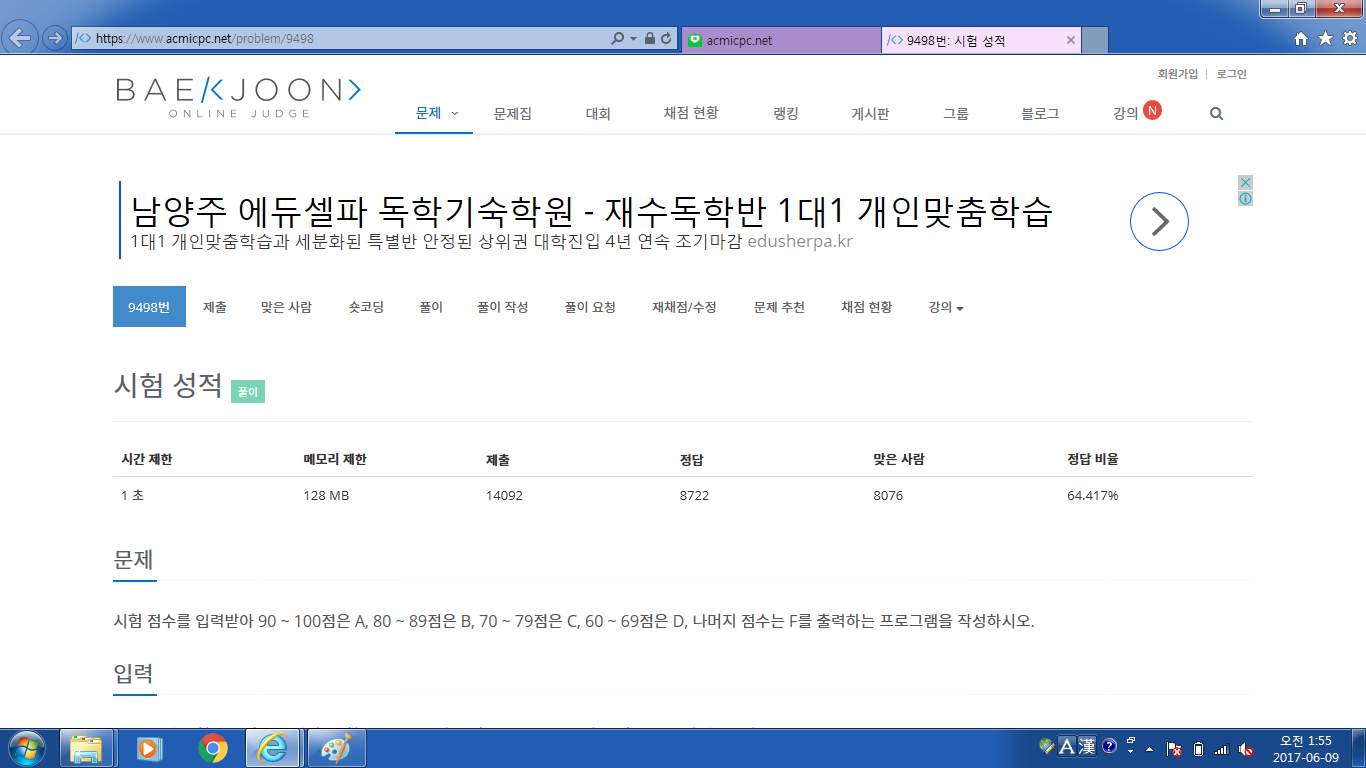 https://www.acmicpc.net/problem/9498
acmicpc.net
9498번: 시험 성적
회원가입 | 로그인
BAE/<JOON>
ONLINE JUDGE
문제 문제집 대회 채점 현황 랭킹 게시판 그룹 블로그 강의 N
남양주 에듀셀파 독학기숙학원 - 재수독학반 1대1 개인맞춤학습
1대1 개인맞춤학습과 세분화된 특별반 안정된 상위권 대학진입 4년 연속 조기마감 edusherpa.kr
9498번 제출 맞은 사람 숏코딩 풀이 풀이 작성 풀이 요청 재채점/수정 문제 추천 채점 현황 강의
시험 성적 풀이
시간 제한 메모리 제한 제출 정답 맞은 사람 정답 비율
1 초 128 MB 14092 8722 8076 64.417%
문제
시험 점수를 입력받아 90 ~ 100점은 A, 80 ~ 89점은 B, 70 ~ 79점은 C, 60 ~ 69점은 D, 나머지 점수는 F를 출력하는 프로그램을 작성하시오.
입력
A 漢
오전 1:55
2017-06-09